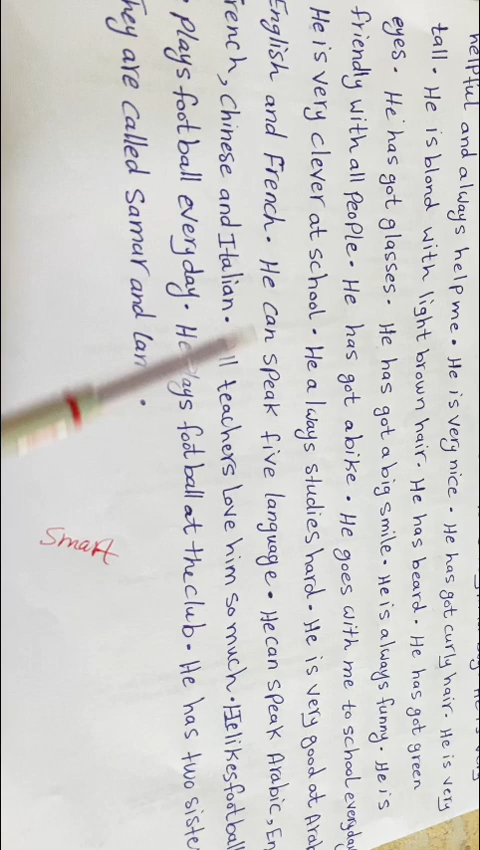 helpful and always help me. He is very nice. He has got curly hair. He is very
tall. He is blond with light brown hair. He has beard. He has got green
eyes. He has got glasses. He has got a big smile. He is always funny. He is
friendly with all people. He has got a bike. He goes with me to school everyday
He is very clever at school. He always studies hard. He is very good at Arab
English and French. He can speak five language. He can speak Arabic, En
rench, Chinese and Italian. ll teachers Love him so much. He likes football
plays football everyday. He lays football at the club. He has two siste
hey are called Samar and lan.
smart